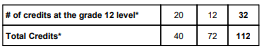 # of credits at the grade 12 level* 20 12 32
Total Credits* 40 72 112